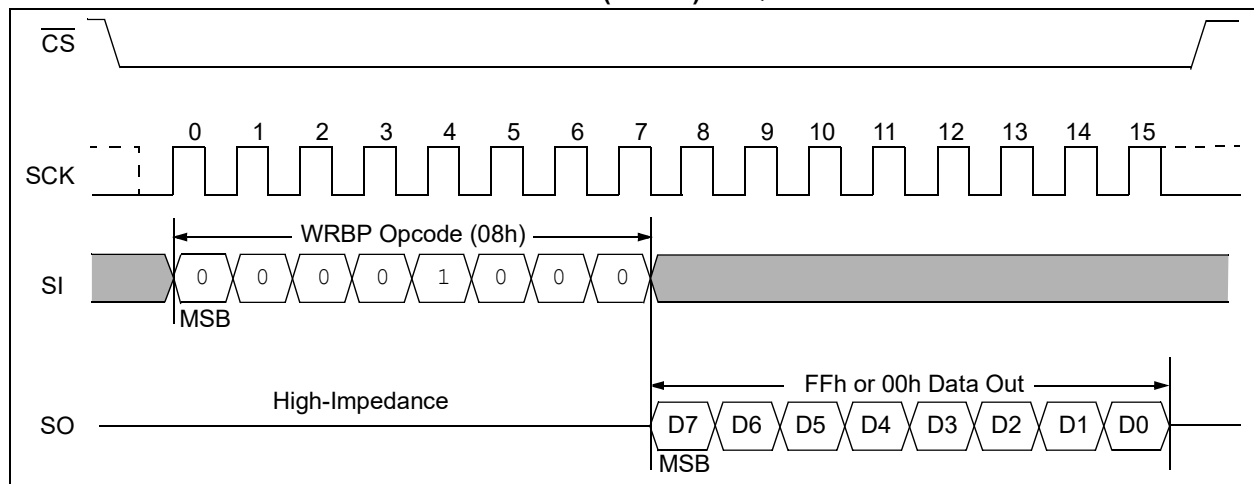 CS
0 1 2 3 4 5 6 7 8 9 10 11 12 13 14 15
SCK
WRBP Opcode (08h)
SI 0 0 0 0 1 0 0 0
MSB
FFh or 00h Data Out
High-Impedance
SO D7 D6 D5 D4 D3 D2 D1 D0
MSB